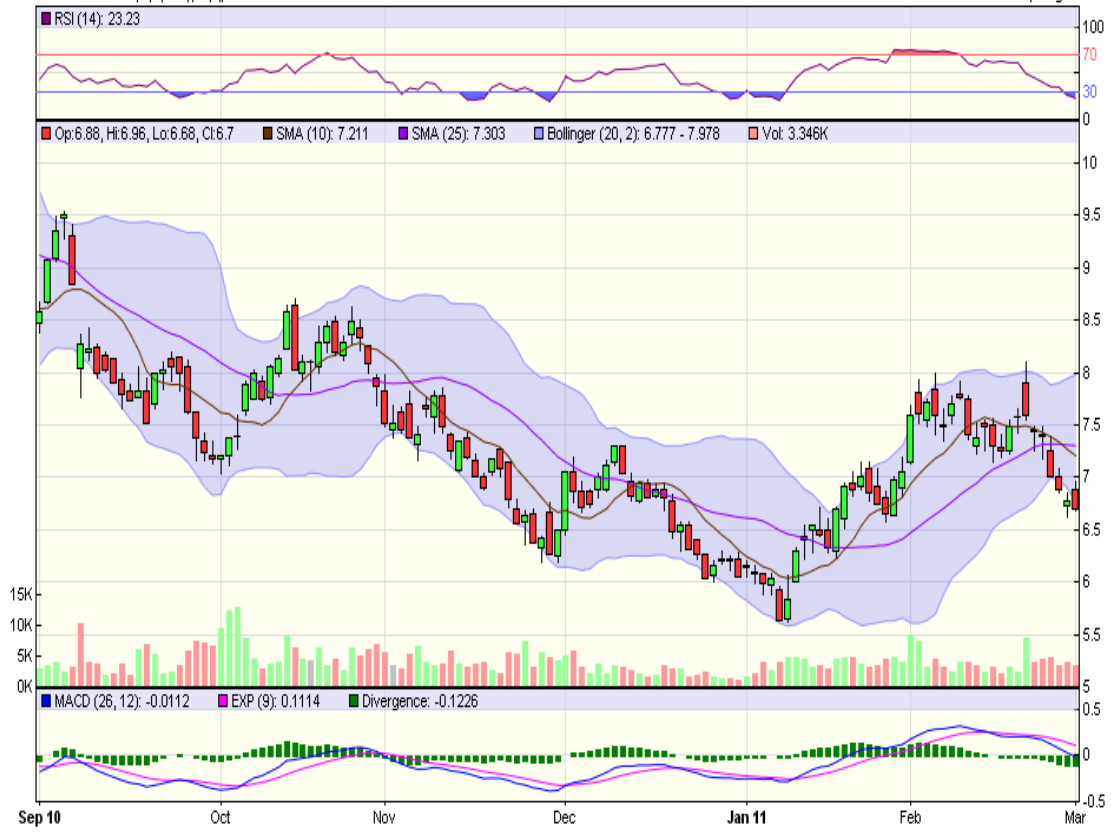 RSI (14): 23.23
100
70
30
0
Op:6.88, Hi:6.96, Lo:6.68, Cl:6.7 SMA (10): 7.211 SMA (25): 7.303 Bollinger (20, 2): 6.777 - 7.978 Vol: 3.346K
10
9.5
9
8.5
8
7.5
7
6.5
6
15K
10K
5.5
5K
0K
5
MACD (26, 12): -0.0112 EXP (9): 0.1114 Divergence: -0.1226
0.5
0
-0.5
Sep 10 Oct Nov Dec Jan 11 Feb Mar